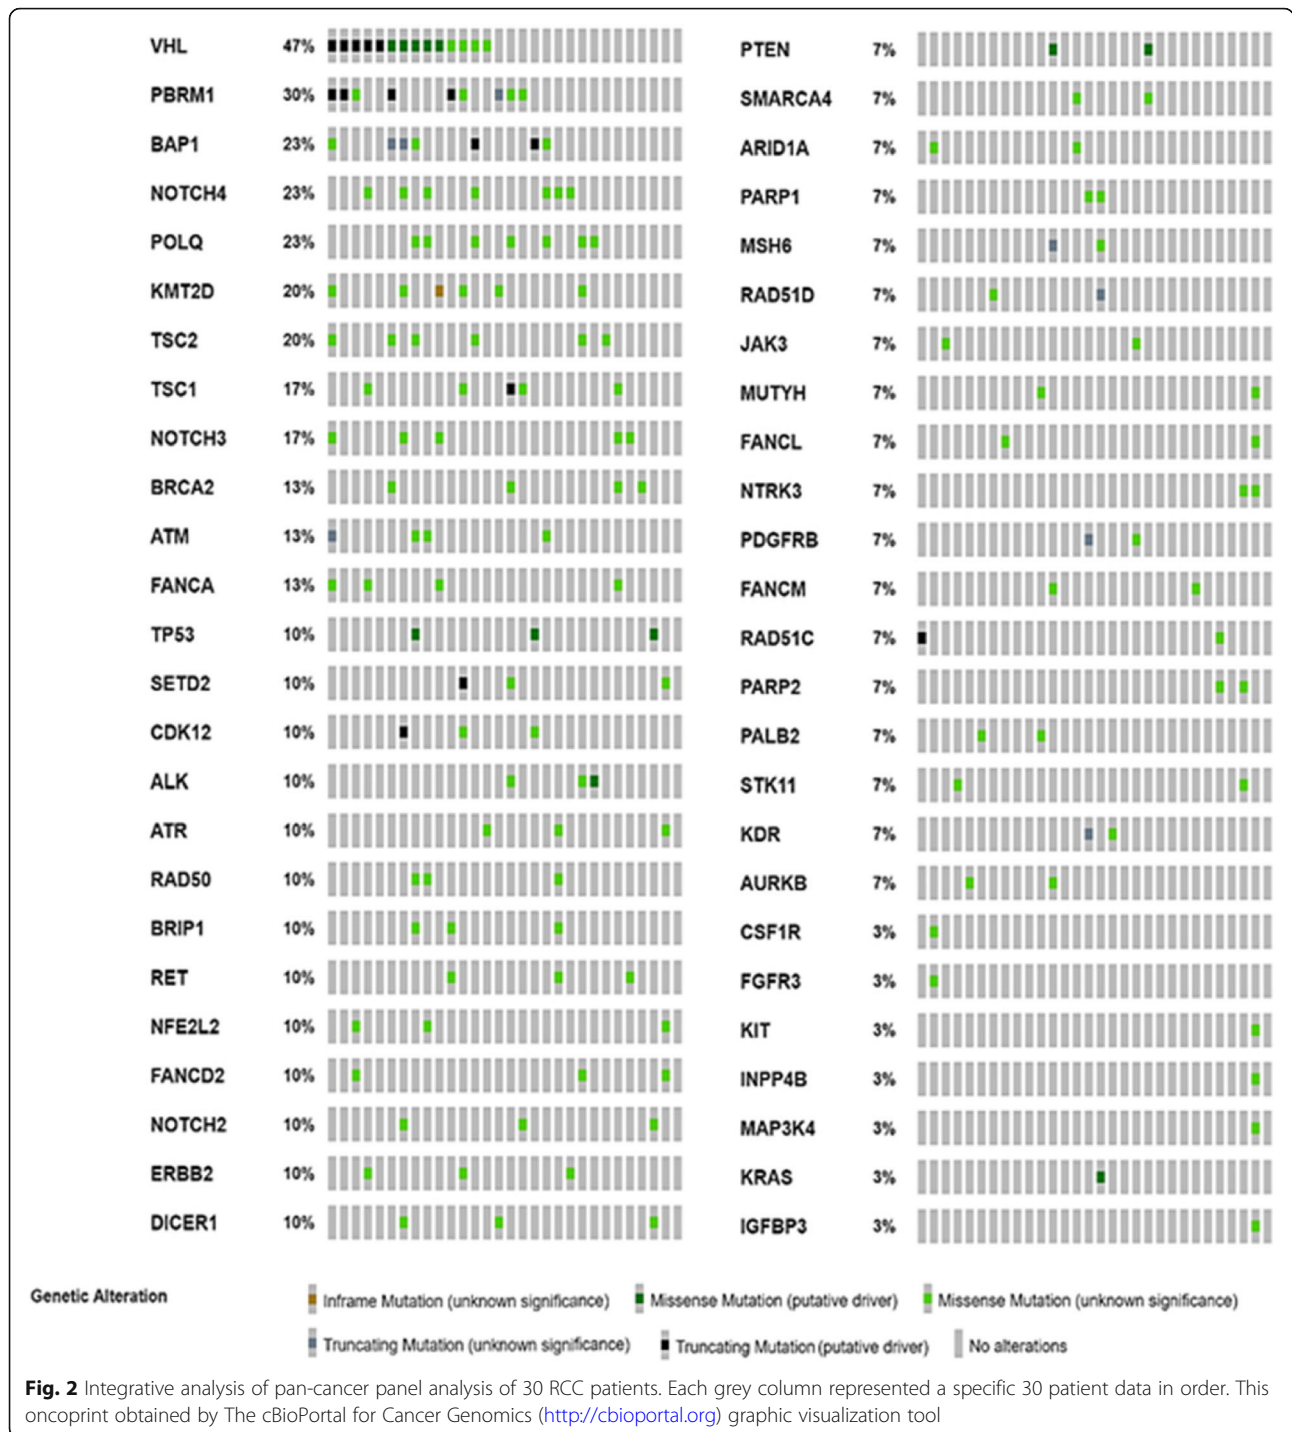 VHL 47%
PBRM1 30%
BAP1 23%
NOTCH4 23%
POLQ 23%
KMT2D 20%
TSC2 20%
TSC1 17%
NOTCH3 17%
BRCA2 13%
ATM 13%
FANCA 13%
TP53 10%
SETD2 10%
CDK12 10%
ALK 10%
ATR 10%
RAD50 10%
BRIP1 10%
RET 10%
NFE2L2 10%
FANCD2 10%
NOTCH2 10%
ERBB2 10%
DICER1 10%
PTEN 7%
SMARCA4 7%
ARID1A 7%
PARP1 7%
MSH6 7%
RAD51D 7%
JAK3 7%
MUTYH 7%
FANCL 7%
NTRK3 7%
PDGFRB 7%
FANCM 7%
RAD51C 7%
PARP2 7%
PALB2 7%
STK11 7%
KDR 7%
AURKB 7%
CSF1R 3%
FGFR3 3%
KIT 3%
INPP4B 3%
MAP3K4 3%
KRAS 3%
IGFBP3 3%
Genetic Alteration Inframe Mutation (unknown significance) Missense Mutation (putative driver) Missense Mutation (unknown significance)
Truncating Mutation (unknown significance) Truncating Mutation (putative driver) No alterations
Fig. 2 Integrative analysis of pan-cancer panel analysis of 30 RCC patients. Each grey column represented a specific 30 patient data in order. This
oncoprint obtained by The cBioPortal for Cancer Genomics (http://cbioportal.org) graphic visualization tool